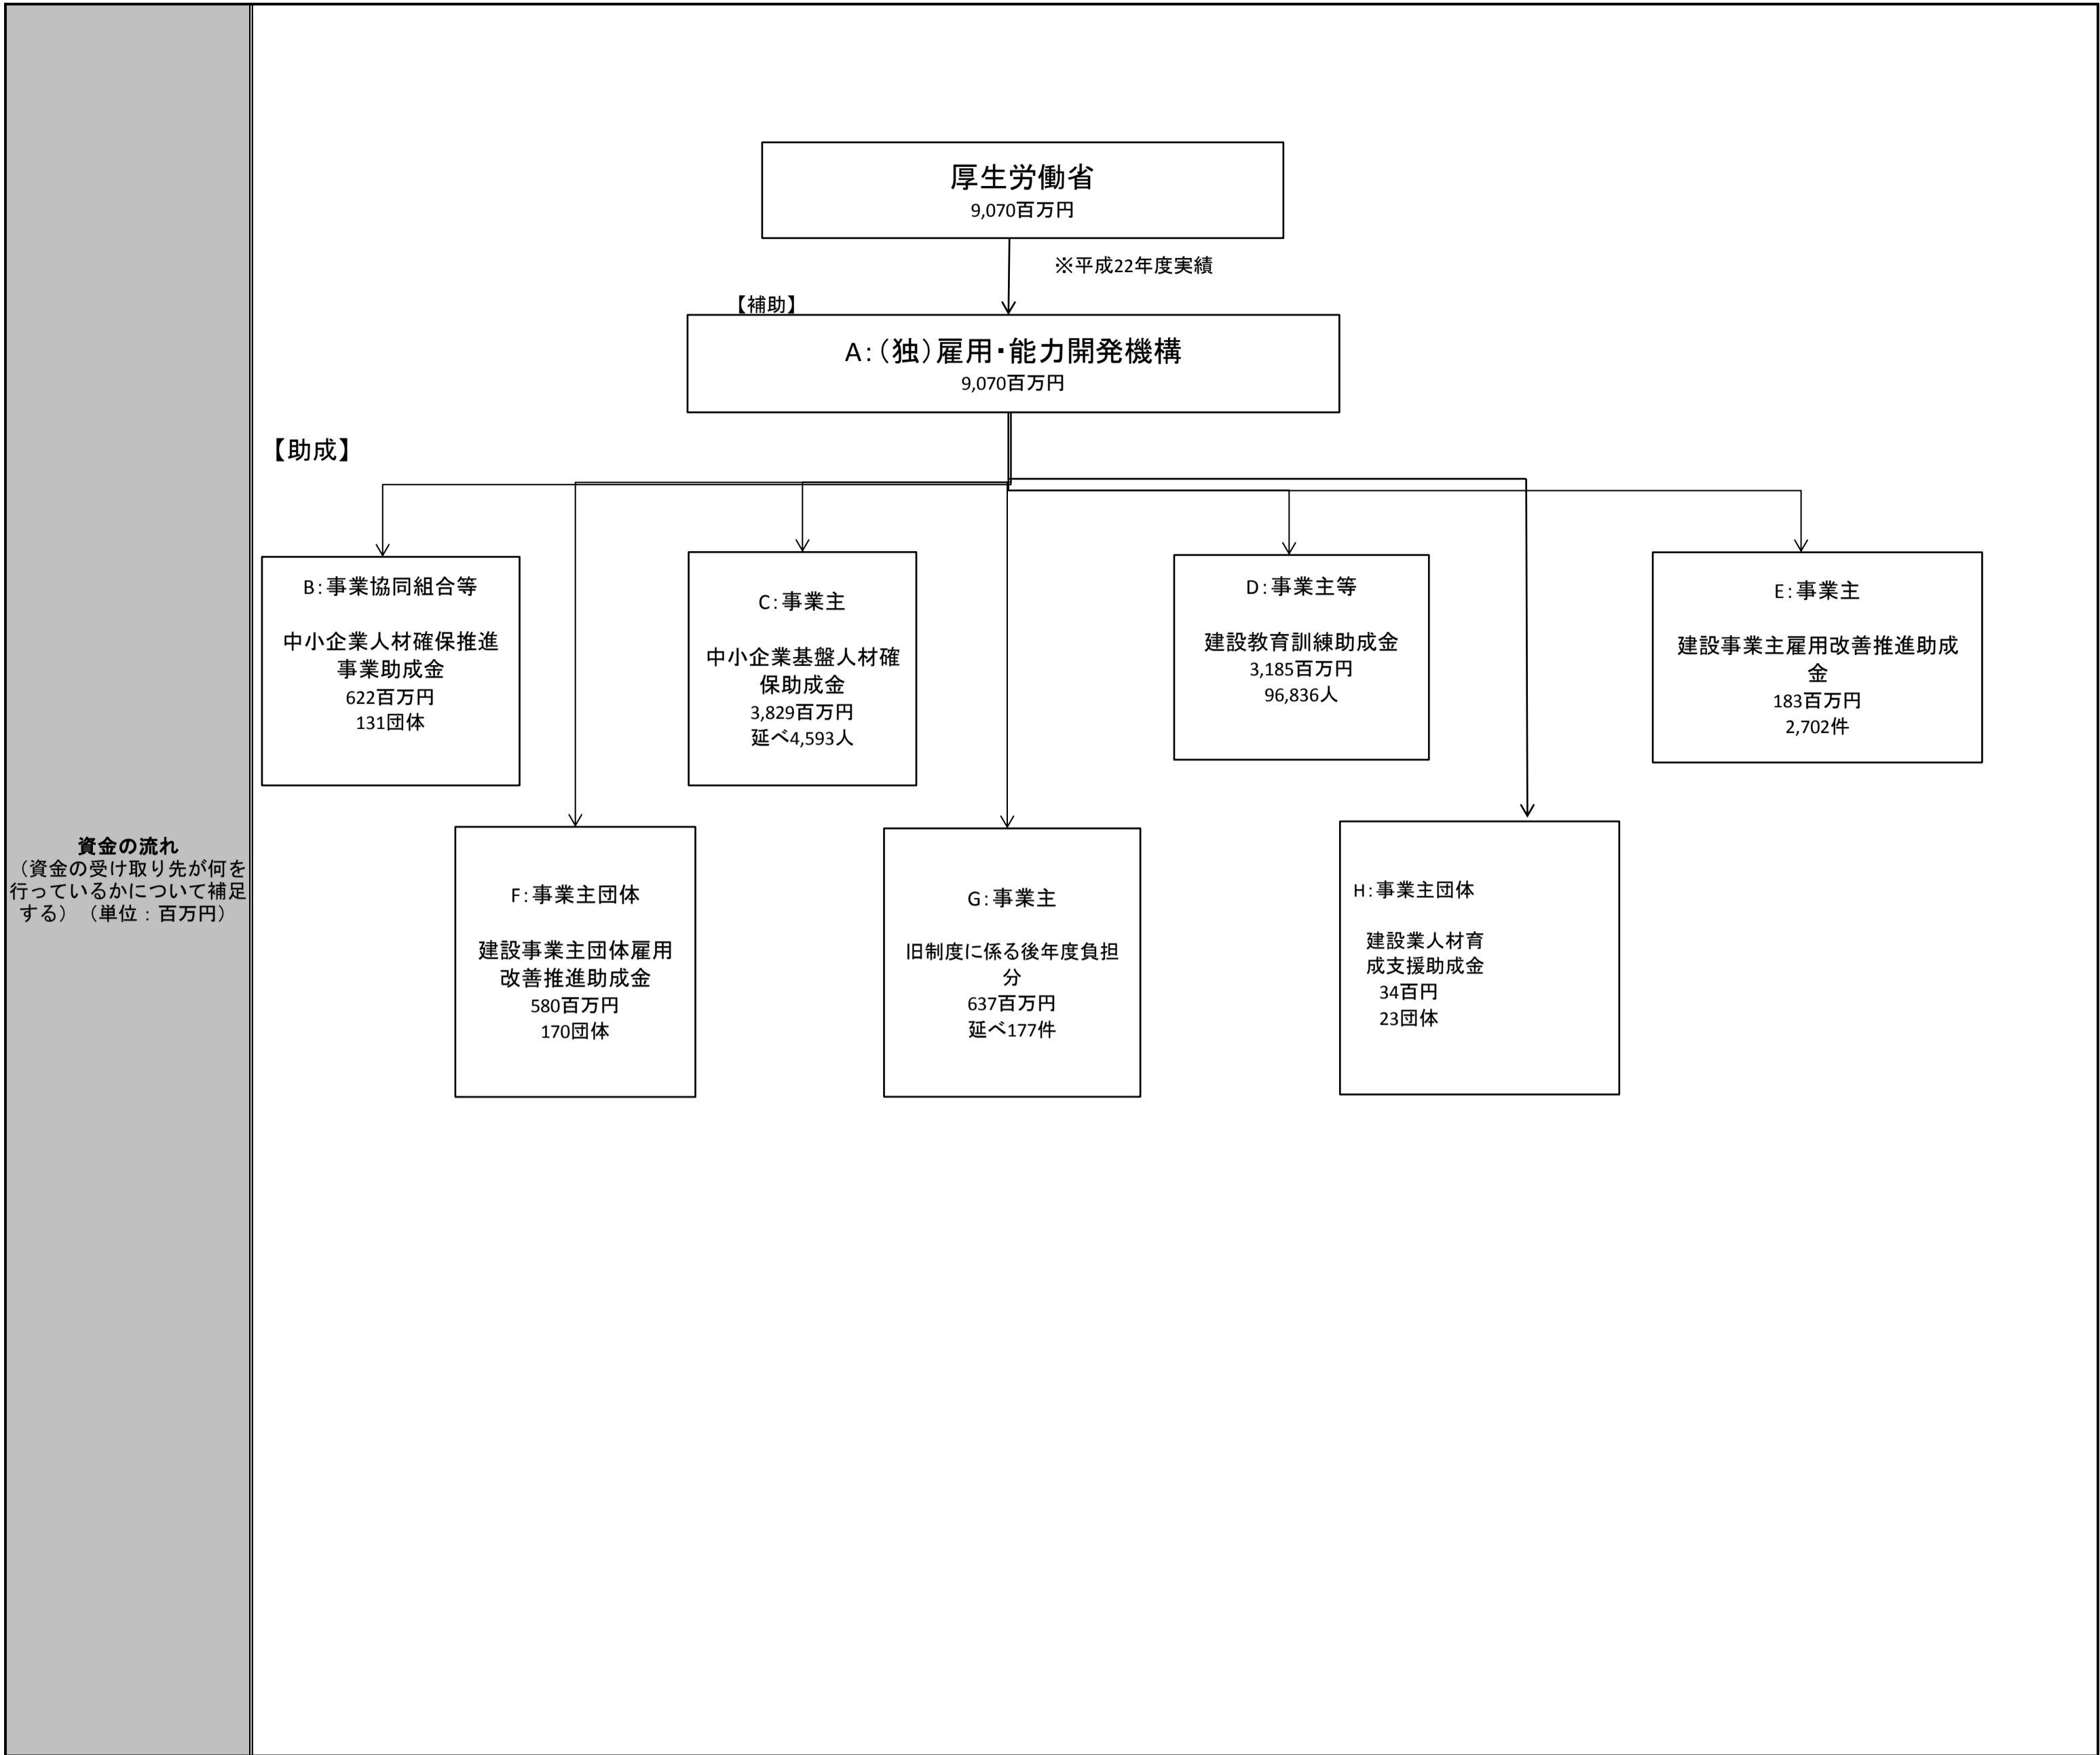 資金の流れ
（資金の受け取り先が何を
行っているかについて補足
する）（単位：百万円）
厚生労働省
9,070百万円
※平成22年度実績
【補助】
A：（独）雇用・能力開発機構
9,070百万円
【助成】
B：事業協同組合等
中小企業人材確保推進
事業助成金
622百万円
131団体
C：事業主
中小企業基盤人材確
保助成金
3,829百万円
延べ4,593人
D：事業主等
建設教育訓練助成金
3,185百万円
96,836人
E：事業主
建設事業主雇用改善推進助成
金
183百万円
2,702件
F：事業主団体
建設事業主団体雇用
改善推進助成金
580百万円
170団体
G：事業主
旧制度に係る後年度負担
分
637百万円
延べ177件
H：事業主団体
建設業人材育
成支援助成金
34百円
23団体